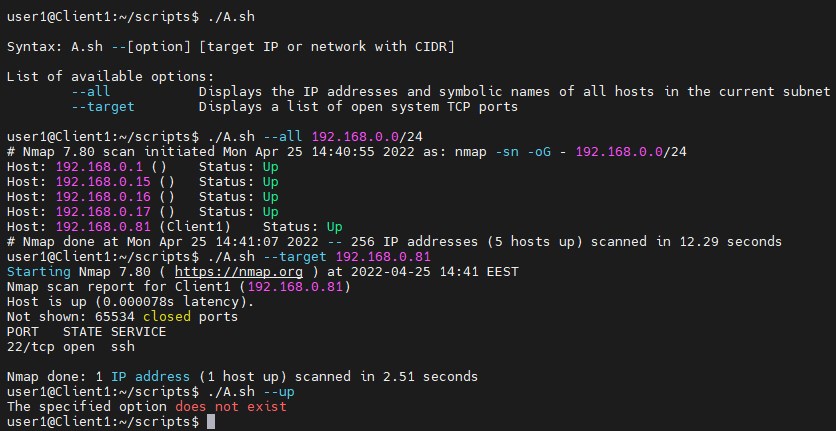 user1@Client1:~/scripts$ ./A.sh
Syntax: A.sh --[option] [target IP or network with CIDR]
List of available options:
--all Displays the IP addresses and symbolic names of all hosts in the current subnet
--target Displays a list of open system TCP ports
user1@Client1:~/scripts$ ./A.sh --all 192.168.0.0/24
# Nmap 7.80 scan initiated Mon Apr 25 14:40:55 2022 as: nmap -sn -oG - 192.168.0.0/24
Host: 192.168.0.1 () Status: Up
Host: 192.168.0.15 () Status: Up
Host: 192.168.0.16 () Status: Up
Host: 192.168.0.17 () Status: Up
Host: 192.168.0.81 (Client1) Status: Up
# Nmap done at Mon Apr 25 14:41:07 2022 -- 256 IP addresses (5 hosts up) scanned in 12.29 seconds
user1@Client1:~/scripts$ ./A.sh --target 192.168.0.81
Starting Nmap 7.80 ( https://nmap.org ) at 2022-04-25 14:41 EEST
Nmap scan report for Client1 (192.168.0.81)
Host is up (0.000078s latency).
Not shown: 65534 closed ports
PORT STATE SERVICE
22/tcp open ssh
Nmap done: 1 IP address (1 host up) scanned in 2.51 seconds
user1@Client1:~/scripts$ ./A.sh --up
The specified option does not exist
user1@Client1:~/scripts$